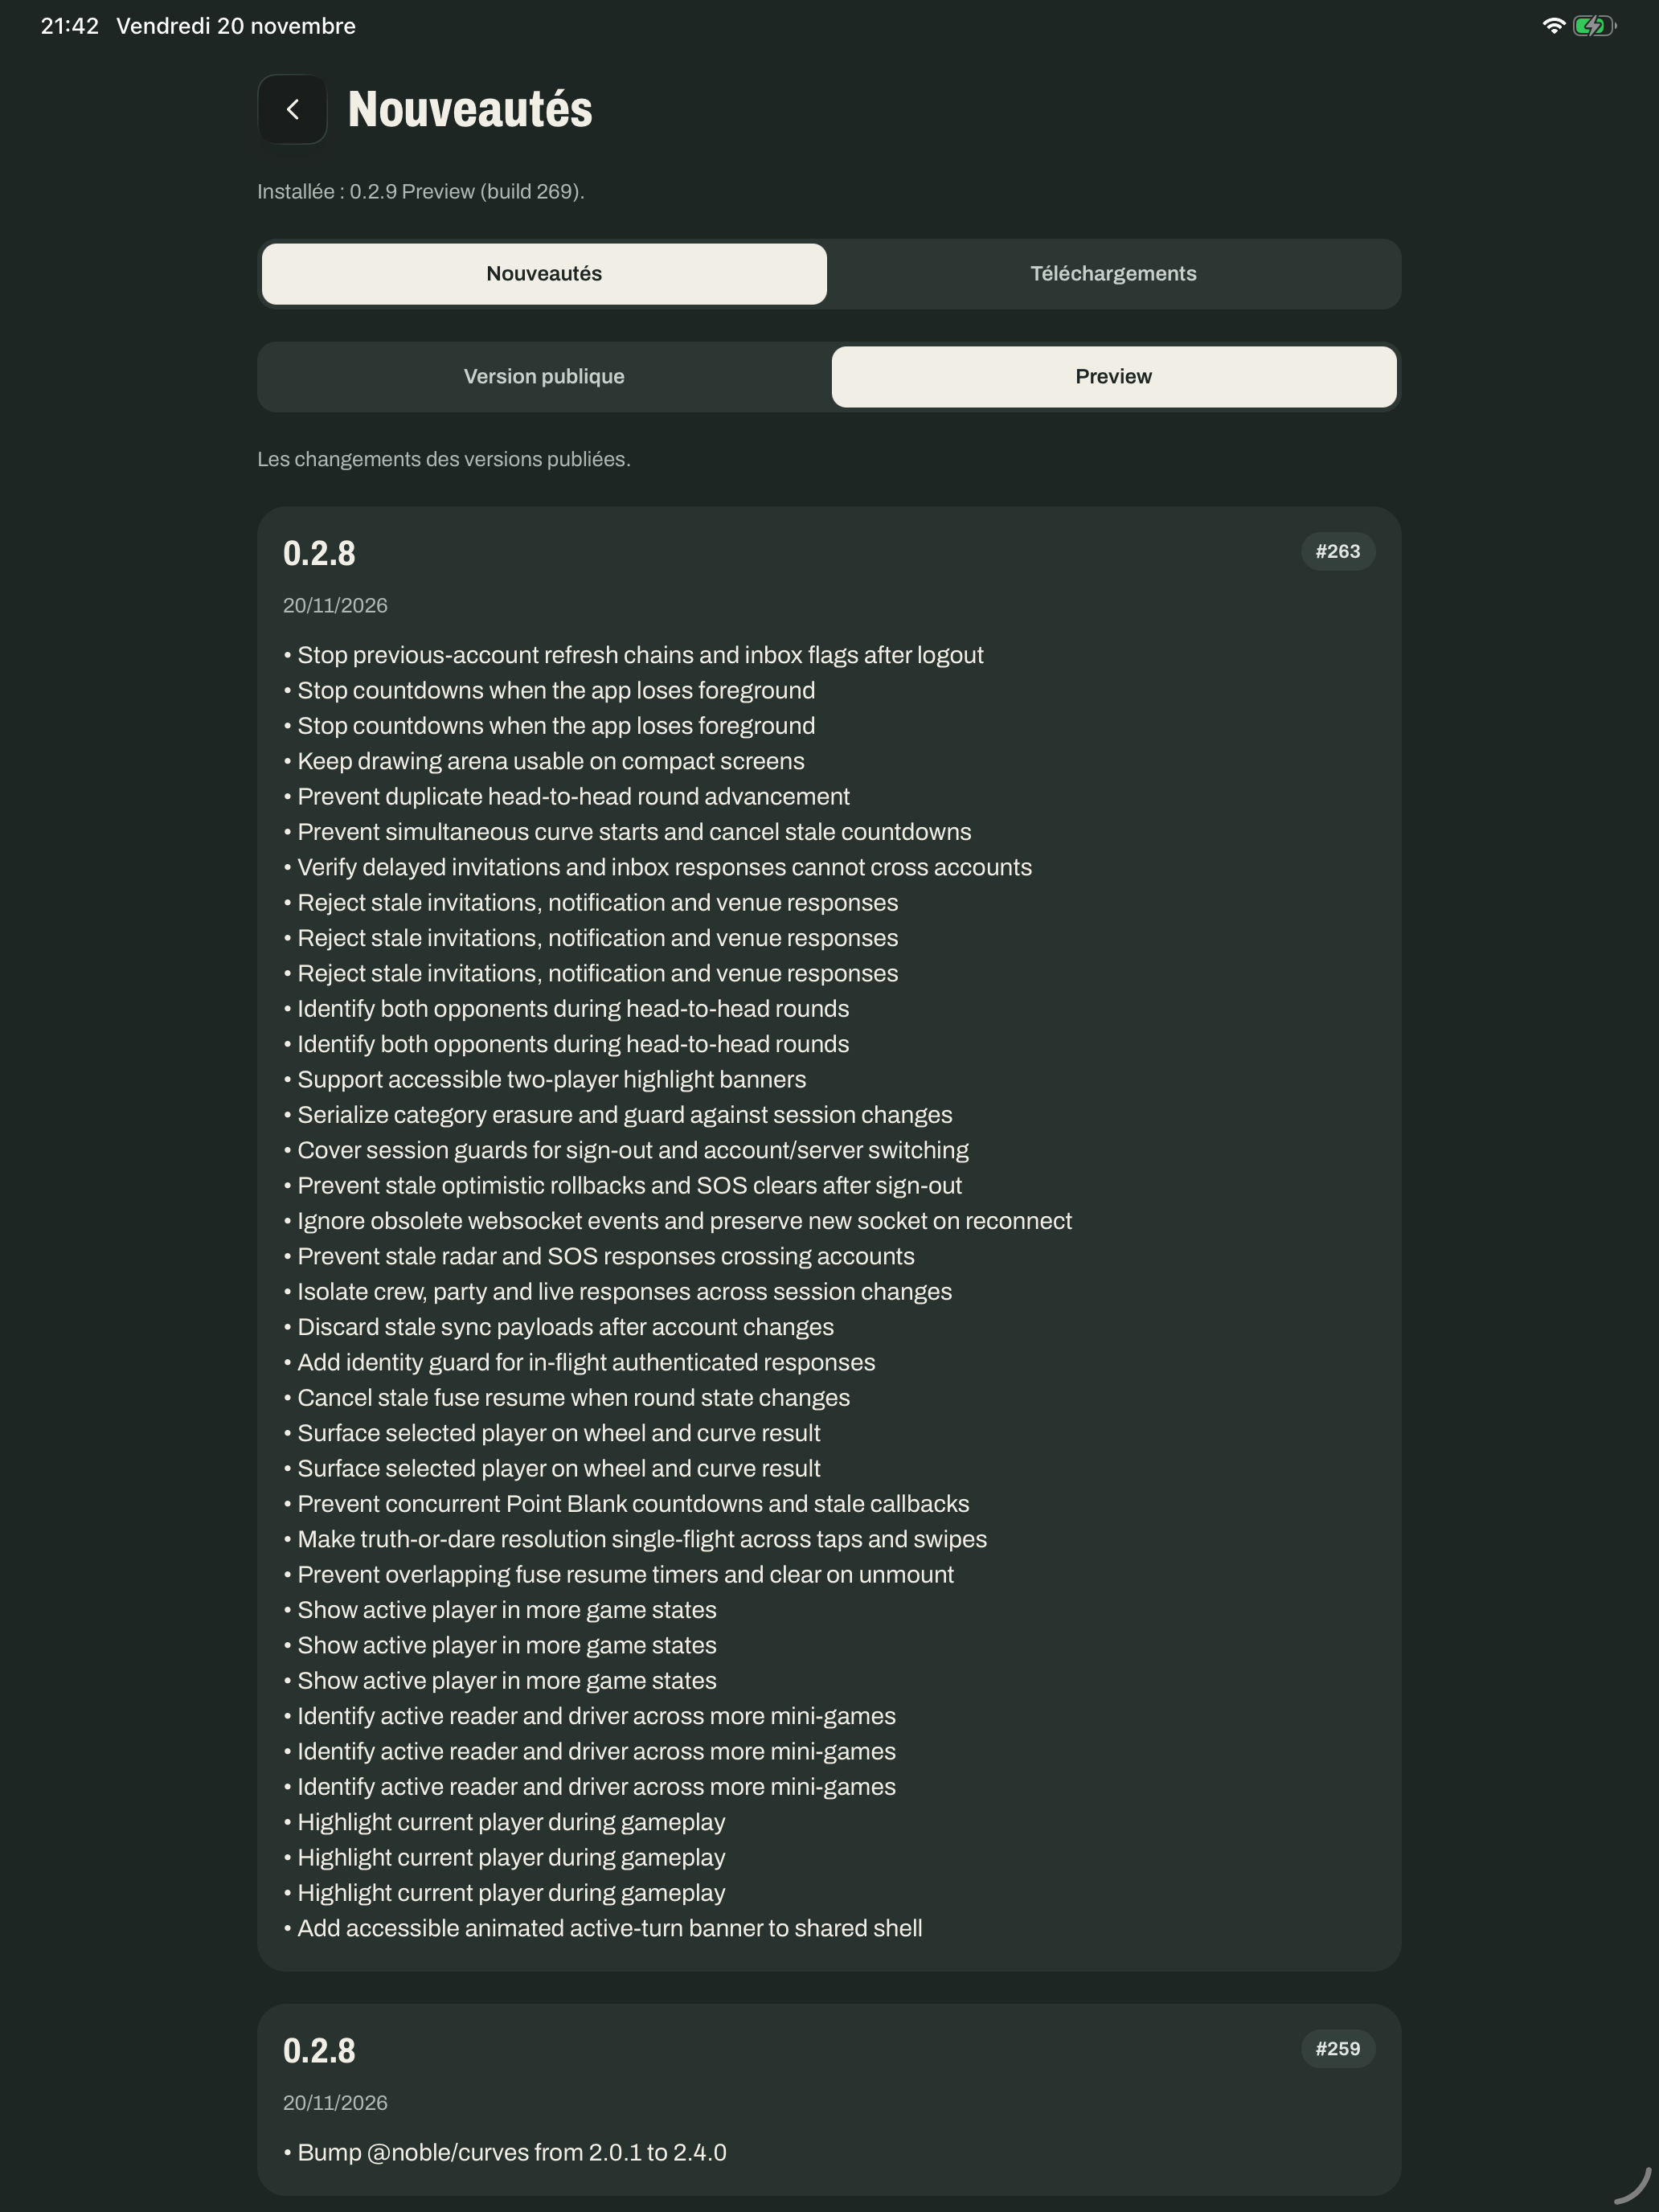 21:42 Vendredi 20 novembre
Nouveautés
Installée : 0.2.9 Preview (build 269).
Nouveautés
Téléchargements
Version publique
Preview
Les changements des versions publiées.
0.2.8
#263
20/11/2026
• Stop previous-account refresh chains and inbox flags after logout
• Stop countdowns when the app loses foreground
• Stop countdowns when the app loses foreground
• Keep drawing arena usable on compact screens
• Prevent duplicate head-to-head round advancement
• Prevent simultaneous curve starts and cancel stale countdowns
• Verify delayed invitations and inbox responses cannot cross accounts
• Reject stale invitations, notification and venue responses
• Reject stale invitations, notification and venue responses
• Reject stale invitations, notification and venue responses
• Identify both opponents during head-to-head rounds
• Identify both opponents during head-to-head rounds
• Support accessible two-player highlight banners
• Serialize category erasure and guard against session changes
• Cover session guards for sign-out and account/server switching
• Prevent stale optimistic rollbacks and SOS clears after sign-out
• Ignore obsolete websocket events and preserve new socket on reconnect
• Prevent stale radar and SOS responses crossing accounts
• Isolate crew, party and live responses across session changes
• Discard stale sync payloads after account changes
• Add identity guard for in-flight authenticated responses
• Cancel stale fuse resume when round state changes
• Surface selected player on wheel and curve result
• Surface selected player on wheel and curve result
• Prevent concurrent Point Blank countdowns and stale callbacks
• Make truth-or-dare resolution single-flight across taps and swipes
• Prevent overlapping fuse resume timers and clear on unmount
• Show active player in more game states
• Show active player in more game states
• Show active player in more game states
• Identify active reader and driver across more mini-games
• Identify active reader and driver across more mini-games
• Identify active reader and driver across more mini-games
• Highlight current player during gameplay
• Highlight current player during gameplay
• Highlight current player during gameplay
• Add accessible animated active-turn banner to shared shell
0.2.8
#259
20/11/2026
• Bump @noble/curves from 2.0.1 to 2.4.0